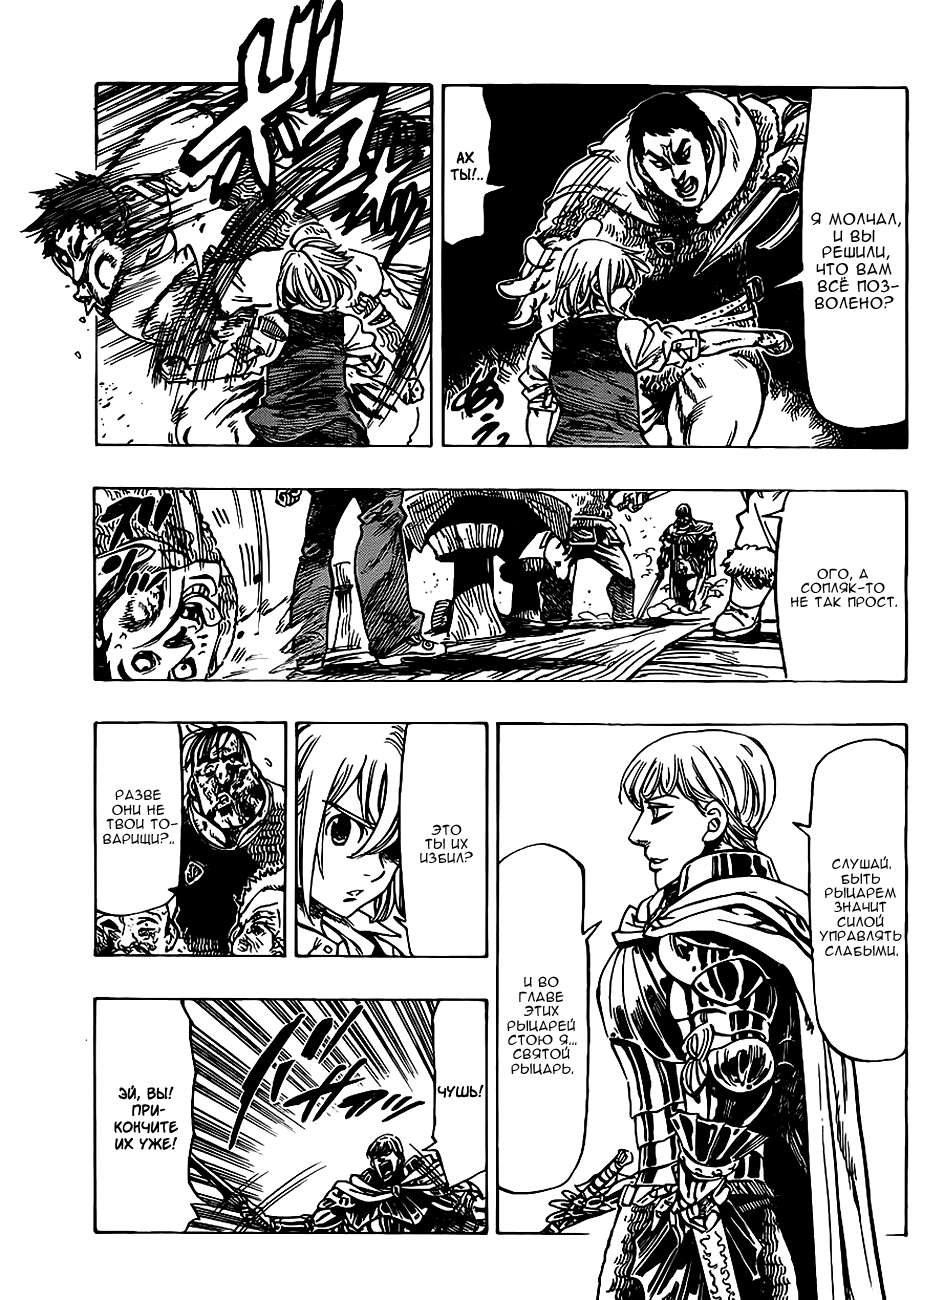 Я МОЛЧАЛ,
И ВЫ
РЕШИЛИ,
ЧТО ВАМ
ВСЁ ПОЗ-
ВОЛЕНО?
АХ
ТЫ!..
ОГО, А
СОПЛЯК-ТО
НЕ ТАК ПРОСТ.
СЛУШАЙ.
БЫТЬ
РЫЦАРЕМ
ЗНАЧИТ
СИЛОЙ
УПРАВЛЯТЬ
СЛАБЫМИ.
И ВО
ГЛАВЕ
ЭТИХ
РЫЦАРЕЙ
СТОЮ Я...
СВЯТОЙ
РЫЦАРЬ.
ЭТО
ТЫ ИХ
ИЗБИЛ?
РАЗВЕ
ОНИ НЕ
ТВОИ ТО-
ВАРИЩИ?..
ЧУШЬ!
ЭЙ, ВЫ!
ПРИ-
КОНЧИТЕ
ИХ УЖЕ!